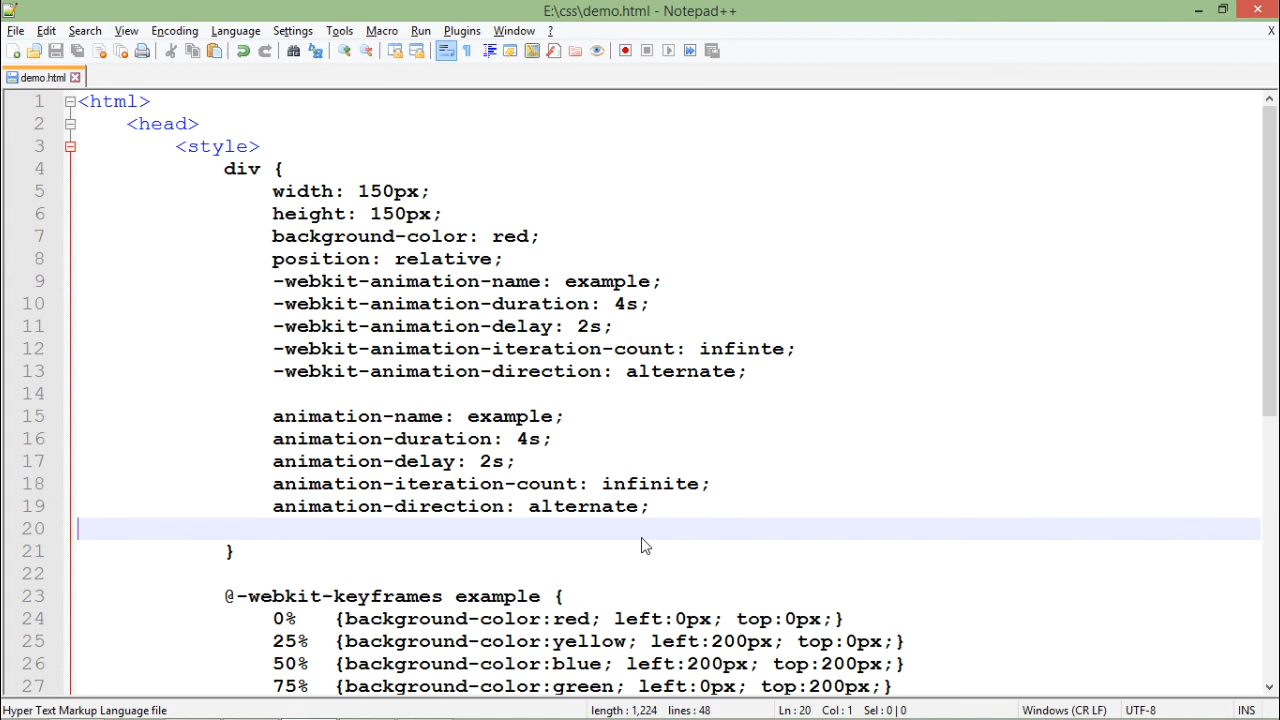 E:\css\demo.html - Notepad++
File Edit Search View Encoding Language Settings Tools Macro Run Plugins Window ? X
demo.html
1 <html>
2 <head>
3 <style>
4 div {
5 width: 150px;
6 height: 150px;
7 background-color: red;
8 position: relative;
9 -webkit-animation-name: example;
10 -webkit-animation-duration: 4s;
11 -webkit-animation-delay: 2s;
12 -webkit-animation-iteration-count: infinte;
13 -webkit-animation-direction: alternate;
14
15 animation-name: example;
16 animation-duration: 4s;
17 animation-delay: 2s;
18 animation-iteration-count: infinite;
19 animation-direction: alternate;
20
21 }
22
23 @-webkit-keyframes example {
24 0% {background-color:red; left:0px; top:0px;}
25 25% {background-color:yellow; left:200px; top:0px;}
26 50% {background-color:blue; left:200px; top:200px;}
27 75% {background-color:green; left:0px; top:200px;}
Hyper Text Markup Language file length : 1,224 lines : 48 Ln : 20 Col : 1 Sel : 0 | 0 Windows (CR LF) UTF-8 INS